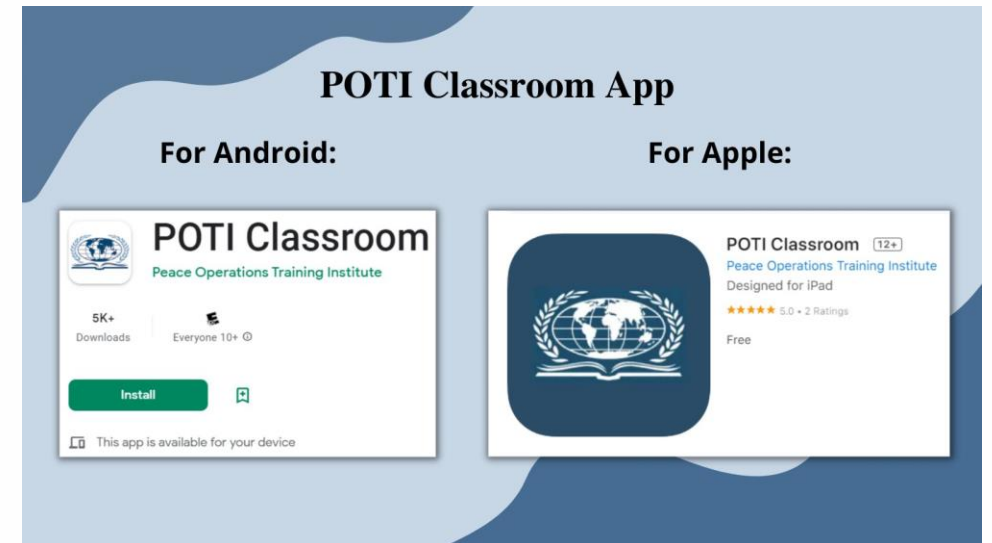 POTI Classroom App
For Android:
POTI Classroom
Peace Operations Training Institute
5K+
Downloads
Everyone 10+
Install
This app is available for your device
For Apple:
POTI Classroom 12+
Peace Operations Training Institute
Designed for iPad
★★★★★ 5.0 • 2 Ratings
Free